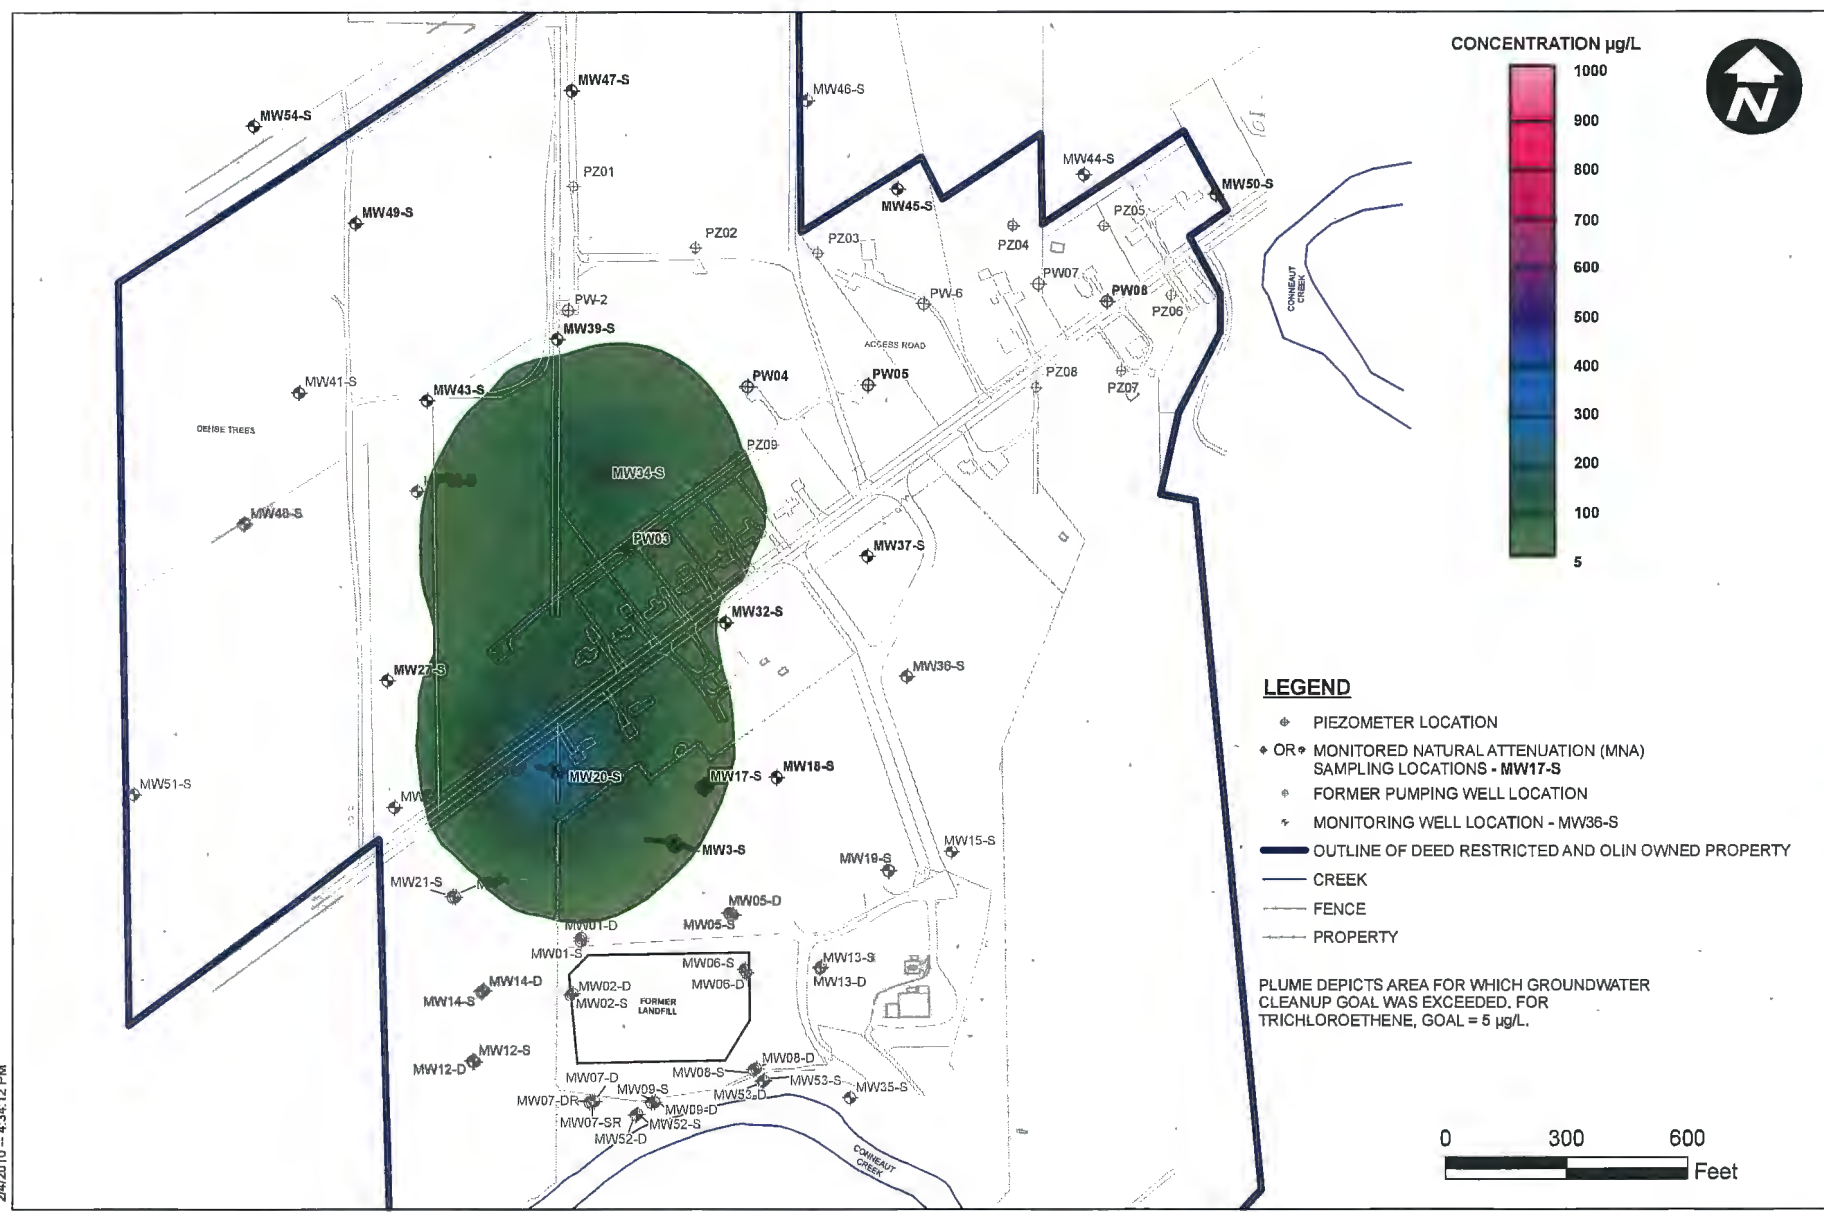 CONCENTRATION µg/L
1000
900
800
700
600
500
400
300
200
100
5
N
MW47-S
MW46-S
MW54-S
MW44-S
PZ01
MW50-S
MW45-S
MW49-S
PZ05
PZ02
PZ03
PZ04
CONNEAUT
CREEK
PW07
PW-2
PW-6
PW08
PZ06
MW39-S
ACCESS ROAD
MW41-S
MW43-S
PW04
PW05
PZ08
PZ07
DENSE TREES
PZ09
MW34-S
MW48-S
PW03
MW37-S
MW32-S
MW27-S
MW36-S
MW20-S
MW17-S
MW18-S
MW51-S
MW3-S
MW15-S
MW19-S
MW21-S
MW05-D
MW05-S
MW01-D
MW01-S
MW06-S
MW06-D
MW13-S
MW13-D
MW14-D
MW14-S
MW02-D
MW02-S
FORMER
LANDFILL
MW12-S
MW12-D
MW08-D
MW08-S
MW07-D
MW53-S
MW53-D
MW35-S
MW09-S
MW07-DR
MW09-D
MW07-SR
MW52-S
MW52-D
CONNEAUT
CREEK
LEGEND
PIEZOMETER LOCATION
OR MONITORED NATURAL ATTENUATION (MNA)
SAMPLING LOCATIONS - MW17-S
FORMER PUMPING WELL LOCATION
MONITORING WELL LOCATION - MW36-S
OUTLINE OF DEED RESTRICTED AND OLIN OWNED PROPERTY
CREEK
FENCE
PROPERTY
PLUME DEPICTS AREA FOR WHICH GROUNDWATER
CLEANUP GOAL WAS EXCEEDED. FOR
TRICHLOROETHENE, GOAL = 5 µg/L.
0 300 600
Feet
2/4/2010 -- 4:34:12 PM